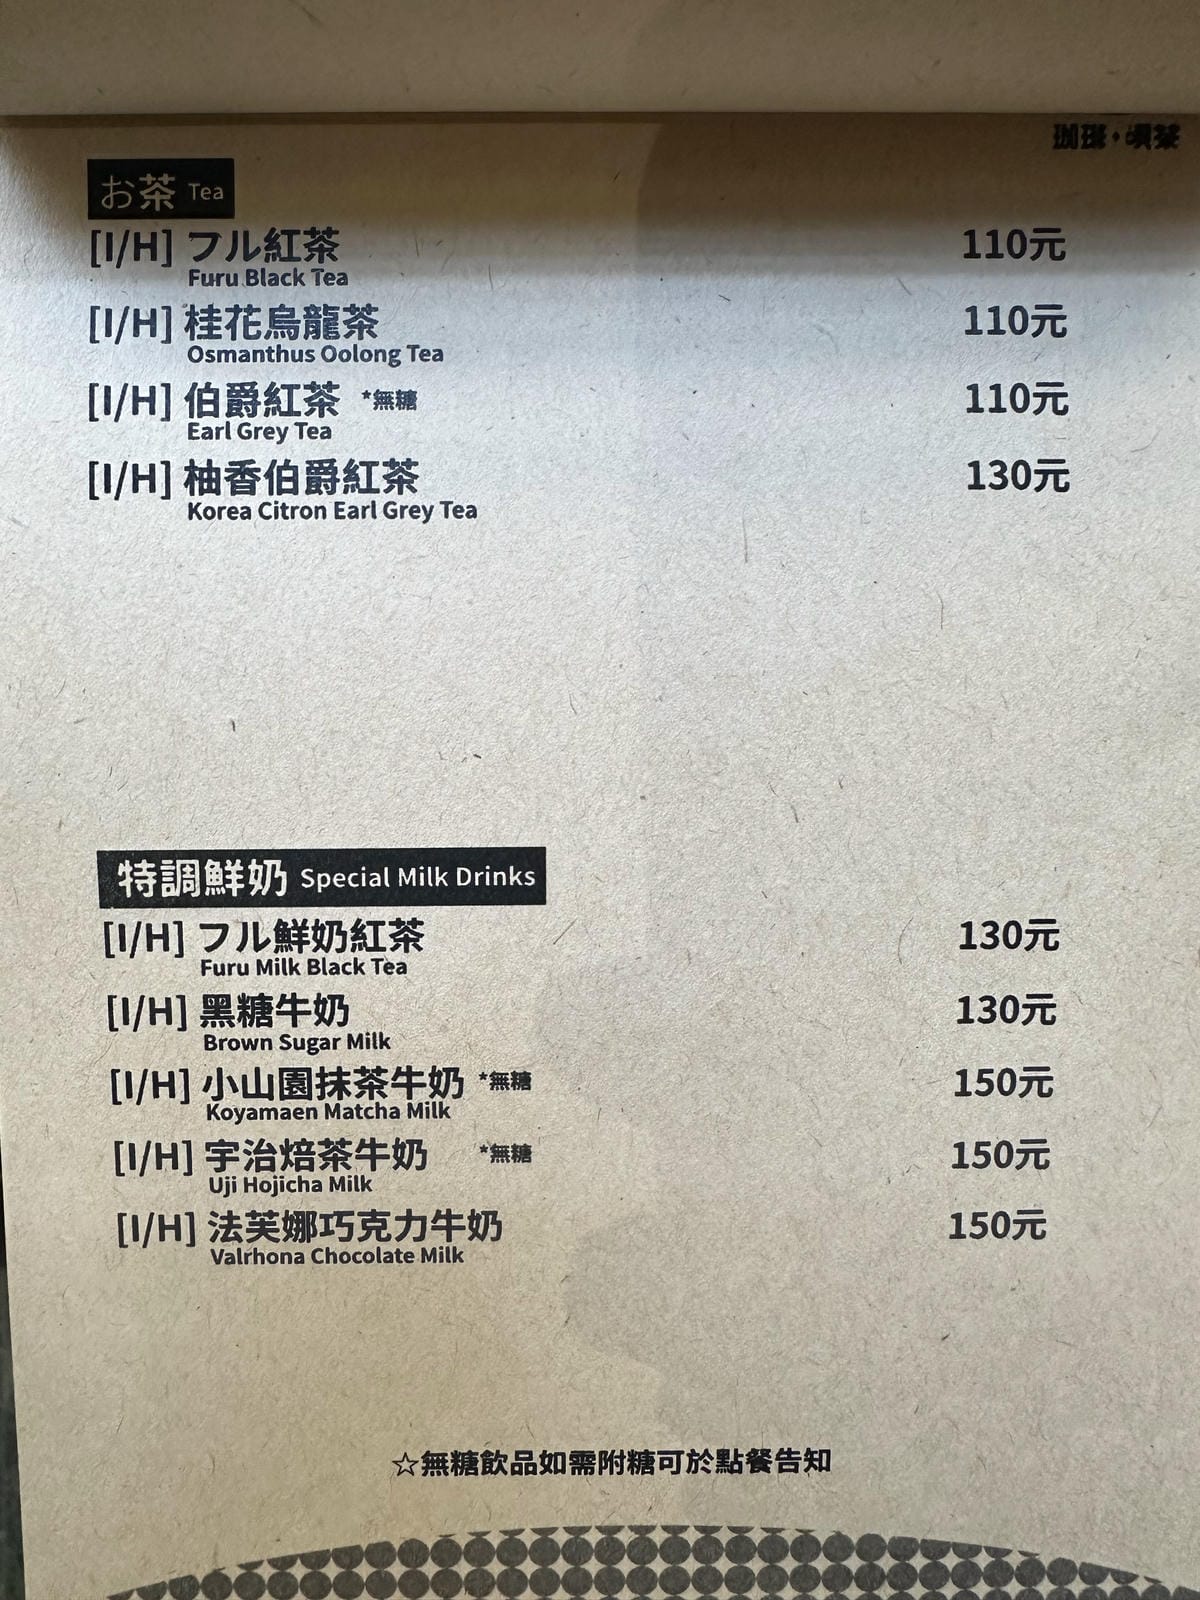 珈琲・喫茶
お茶 Tea
[I/H] フル紅茶 110元
Furu Black Tea
[I/H] 桂花烏龍茶 110元
Osmanthus Oolong Tea
[I/H] 伯爵紅茶 *無糖 110元
Earl Grey Tea
[I/H] 柚香伯爵紅茶 130元
Korea Citron Earl Grey Tea
特調鮮奶 Special Milk Drinks
[I/H] フル鮮奶紅茶 130元
Furu Milk Black Tea
[I/H] 黑糖牛奶 130元
Brown Sugar Milk
[I/H] 小山園抹茶牛奶 *無糖 150元
Koyamaen Matcha Milk
[I/H] 宇治焙茶牛奶 *無糖 150元
Uji Hojicha Milk
[I/H] 法芙娜巧克力牛奶 150元
Valrhona Chocolate Milk
☆無糖飲品如需附糖可於點餐告知